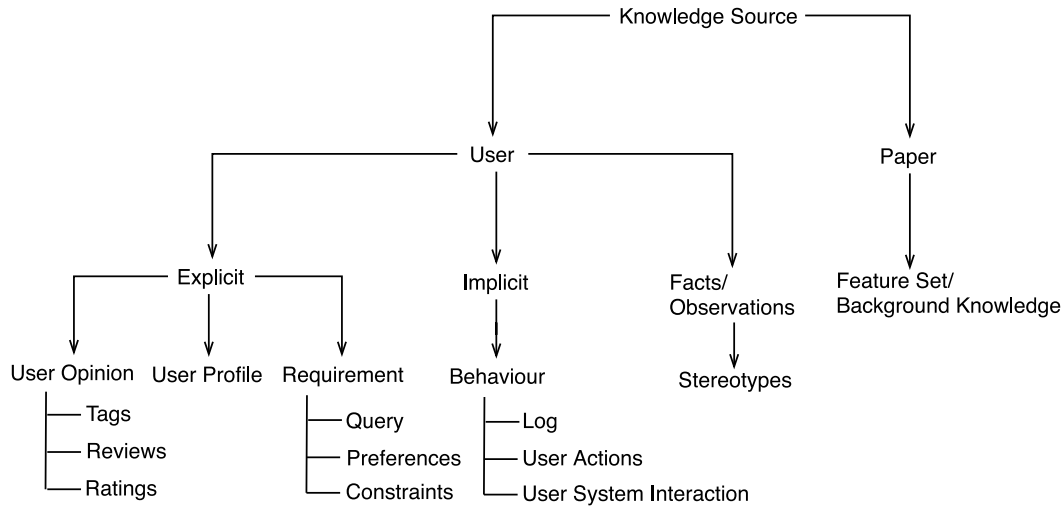 Knowledge Source
User
Paper
Explicit
Implicit
Facts/
Observations
Feature Set/
Background Knowledge
User Opinion
User Profile
Requirement
Behaviour
Stereotypes
Tags
Reviews
Ratings
Query
Preferences
Constraints
Log
User Actions
User System Interaction